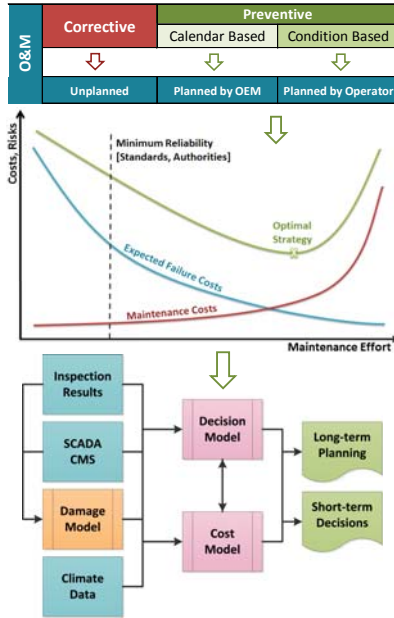 O&M
Corrective
Preventive
Calendar Based
Condition Based
Unplanned
Planned by OEM
Planned by Operator
Costs, Risks
Minimum Reliability
[Standards, Authorities]
Optimal
Strategy
Expected Failure Costs
Maintenance Costs
Maintenance Effort
Inspection
Results
SCADA
CMS
Damage
Model
Climate
Data
Decision
Model
Cost
Model
Long-term
Planning
Short-term
Decisions